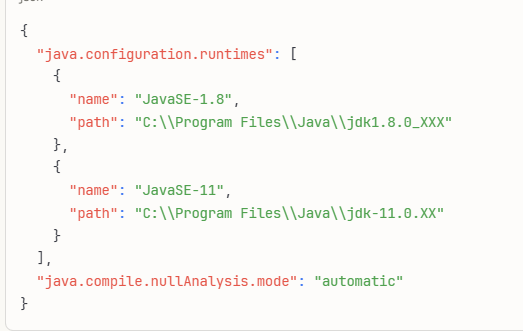 {
  "java.configuration.runtimes": [
    {
      "name": "JavaSE-1.8",
      "path": "C:\\Program Files\\Java\\jdk1.8.0_XXX"
    },
    {
      "name": "JavaSE-11",
      "path": "C:\\Program Files\\Java\\jdk-11.0.XX"
    }
  ],
  "java.compile.nullAnalysis.mode": "automatic"
}